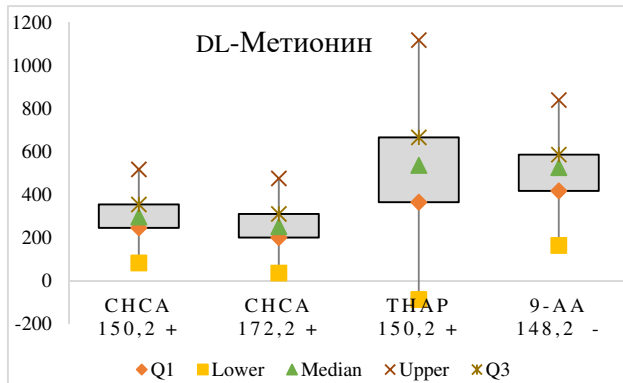 DL-Метионин
1200
1000
800
600
400
200
0
-200
CHCA 150,2 +
CHCA 172,2 +
THAP 150,2 +
9-AA 148,2 -
Q1 Lower Median Upper Q3